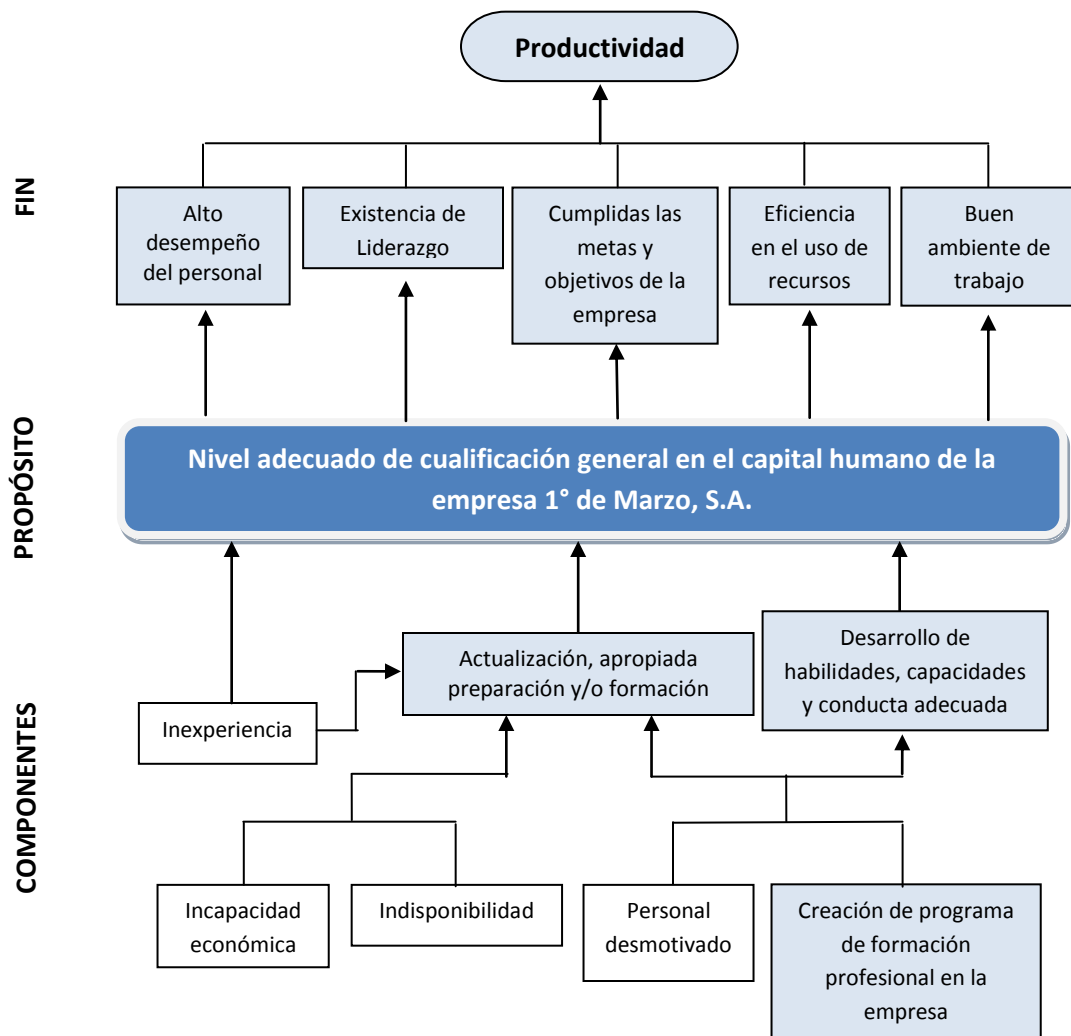 Productividad
FIN
Alto
desempeño
del personal
Existencia de
Liderazgo
Cumplidas las
metas y
objetivos de la
empresa
Eficiencia
en el uso de
recursos
Buen
ambiente de
trabajo
PROPÓSITO
Nivel adecuado de cualificación general en el capital humano de la
empresa 1° de Marzo, S.A.
COMPONENTES
Inexperiencia
Actualización, apropiada
preparación y/o formación
Desarrollo de
habilidades, capacidades
y conducta adecuada
Incapacidad
económica
Indisponibilidad
Personal
desmotivado
Creación de programa
de formación
profesional en la
empresa